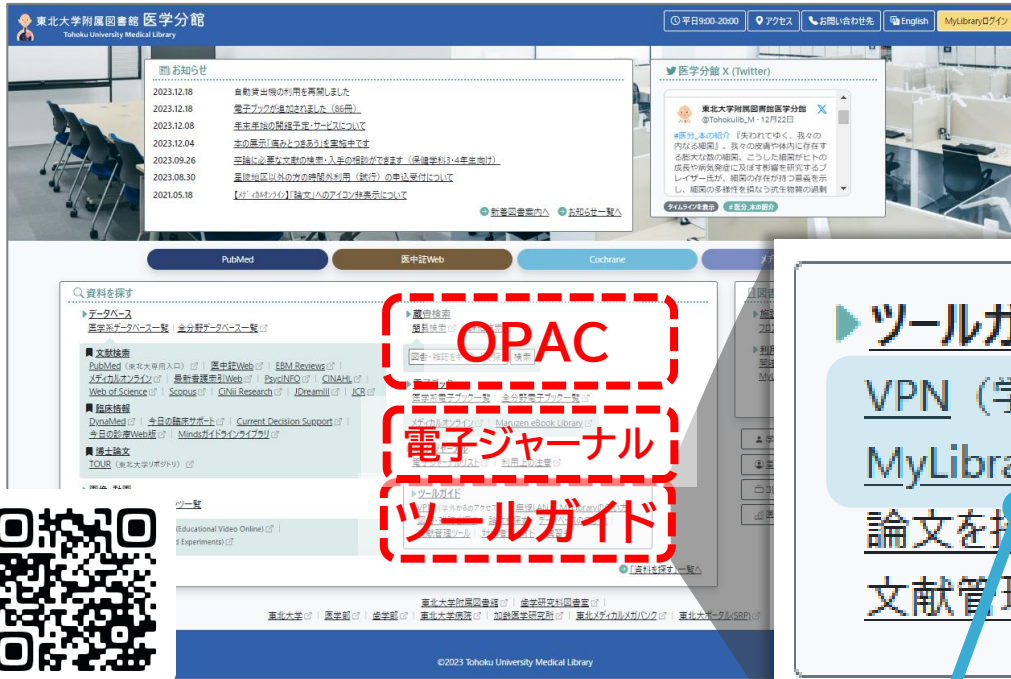 東北大学附属図書館 医学分館
Tohoku University Medical Library
平日9:00-20:00
アクセス
お問い合わせ先
English
MyLibraryログイン
お知らせ
2023.12.18 自動貸出機の利用を再開しました
2023.12.18 電子ブックが追加されました（86冊）
2023.12.08 年末年始の開館予定・サービスについて
2023.12.04 本の展示「痛みとつきあう」を実施中です
2023.09.26 卒論に必要な文献の検索・入手の相談ができます（保健学科3・4年生向け）
2023.08.30 星陵地区以外の方の時間外利用（試行）の申込受付について
2021.05.18 【メディカルオンライン】「論文」へのアイコン非表示について
新着図書案内へ
お知らせ一覧へ
医学分館 X (Twitter)
東北大学附属図書館医学分館
@Tohokulib_M · 12月22日
#医分_本の紹介 『失われてゆく、我々の
内なる細菌』。我々の皮膚や体内に存在す
る膨大な数の細菌。こうした細菌がヒトの
成長や病気発症に及ぼす影響を研究するブ
レイザー氏が、細菌の存在が持つ意義を示
し、細菌の多様性を損なう抗生物質の過剰
タイムラインを表示
#医分_本の紹介
PubMed
医中誌Web
Cochrane
資料を探す
データベース
医学系データベース一覧 | 全分野データベース一覧
文献検索
PubMed（東北大専用入口） | 医中誌Web | EBM Reviews |
メディカルオンライン | 最新看護索引Web | PsycINFO | CINAHL |
Web of Science | Scopus | CiNii Research | JDreamIII | JCR
臨床情報
DynaMed | 今日の臨床サポート | Current Decision Support |
今日の診療Web版 | Mindsガイドラインライブラリ
博士論文
TOUR（東北大学リポジトリ）
ツ一覧
(Educational Video Online) |
d Experiments)
蔵書検索
簡易検索
OPAC
検索
医学系電子ブック一覧 | 全分野電子ブック一覧
メディカルオンライン | Maruzen eBook Library
電子ジャーナル
電子ジャーナルリスト | 利用上の注意
ツールガイド
ツールガイド
「資料を探す」一覧へ
ツールガ
VPN（学
MyLibra
論文を
文献管
東北大学附属図書館 | 歯学研究科図書室 |
東北大学 | 医学部 | 歯学部 | 東北大学病院 | 加齢医学研究所 | 東北メディカルメガバンク | 東北大ポータル(SRP)
©2023 Tohoku University Medical Library